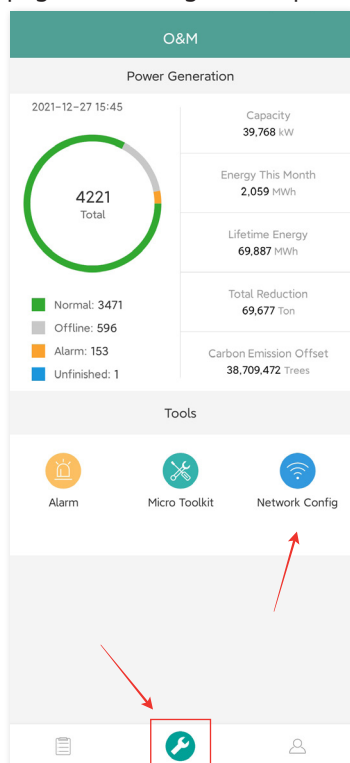 O&M
Power Generation
2021-12-27 15:45
4221
Total
Normal: 3471
Offline: 596
Alarm: 153
Unfinished: 1
Capacity
39,768 kW
Energy This Month
2,059 MWh
Lifetime Energy
69,887 MWh
Total Reduction
69,677 Ton
Carbon Emission Offset
38,709,472 Trees
Tools
Alarm
Micro Toolkit
Network Config